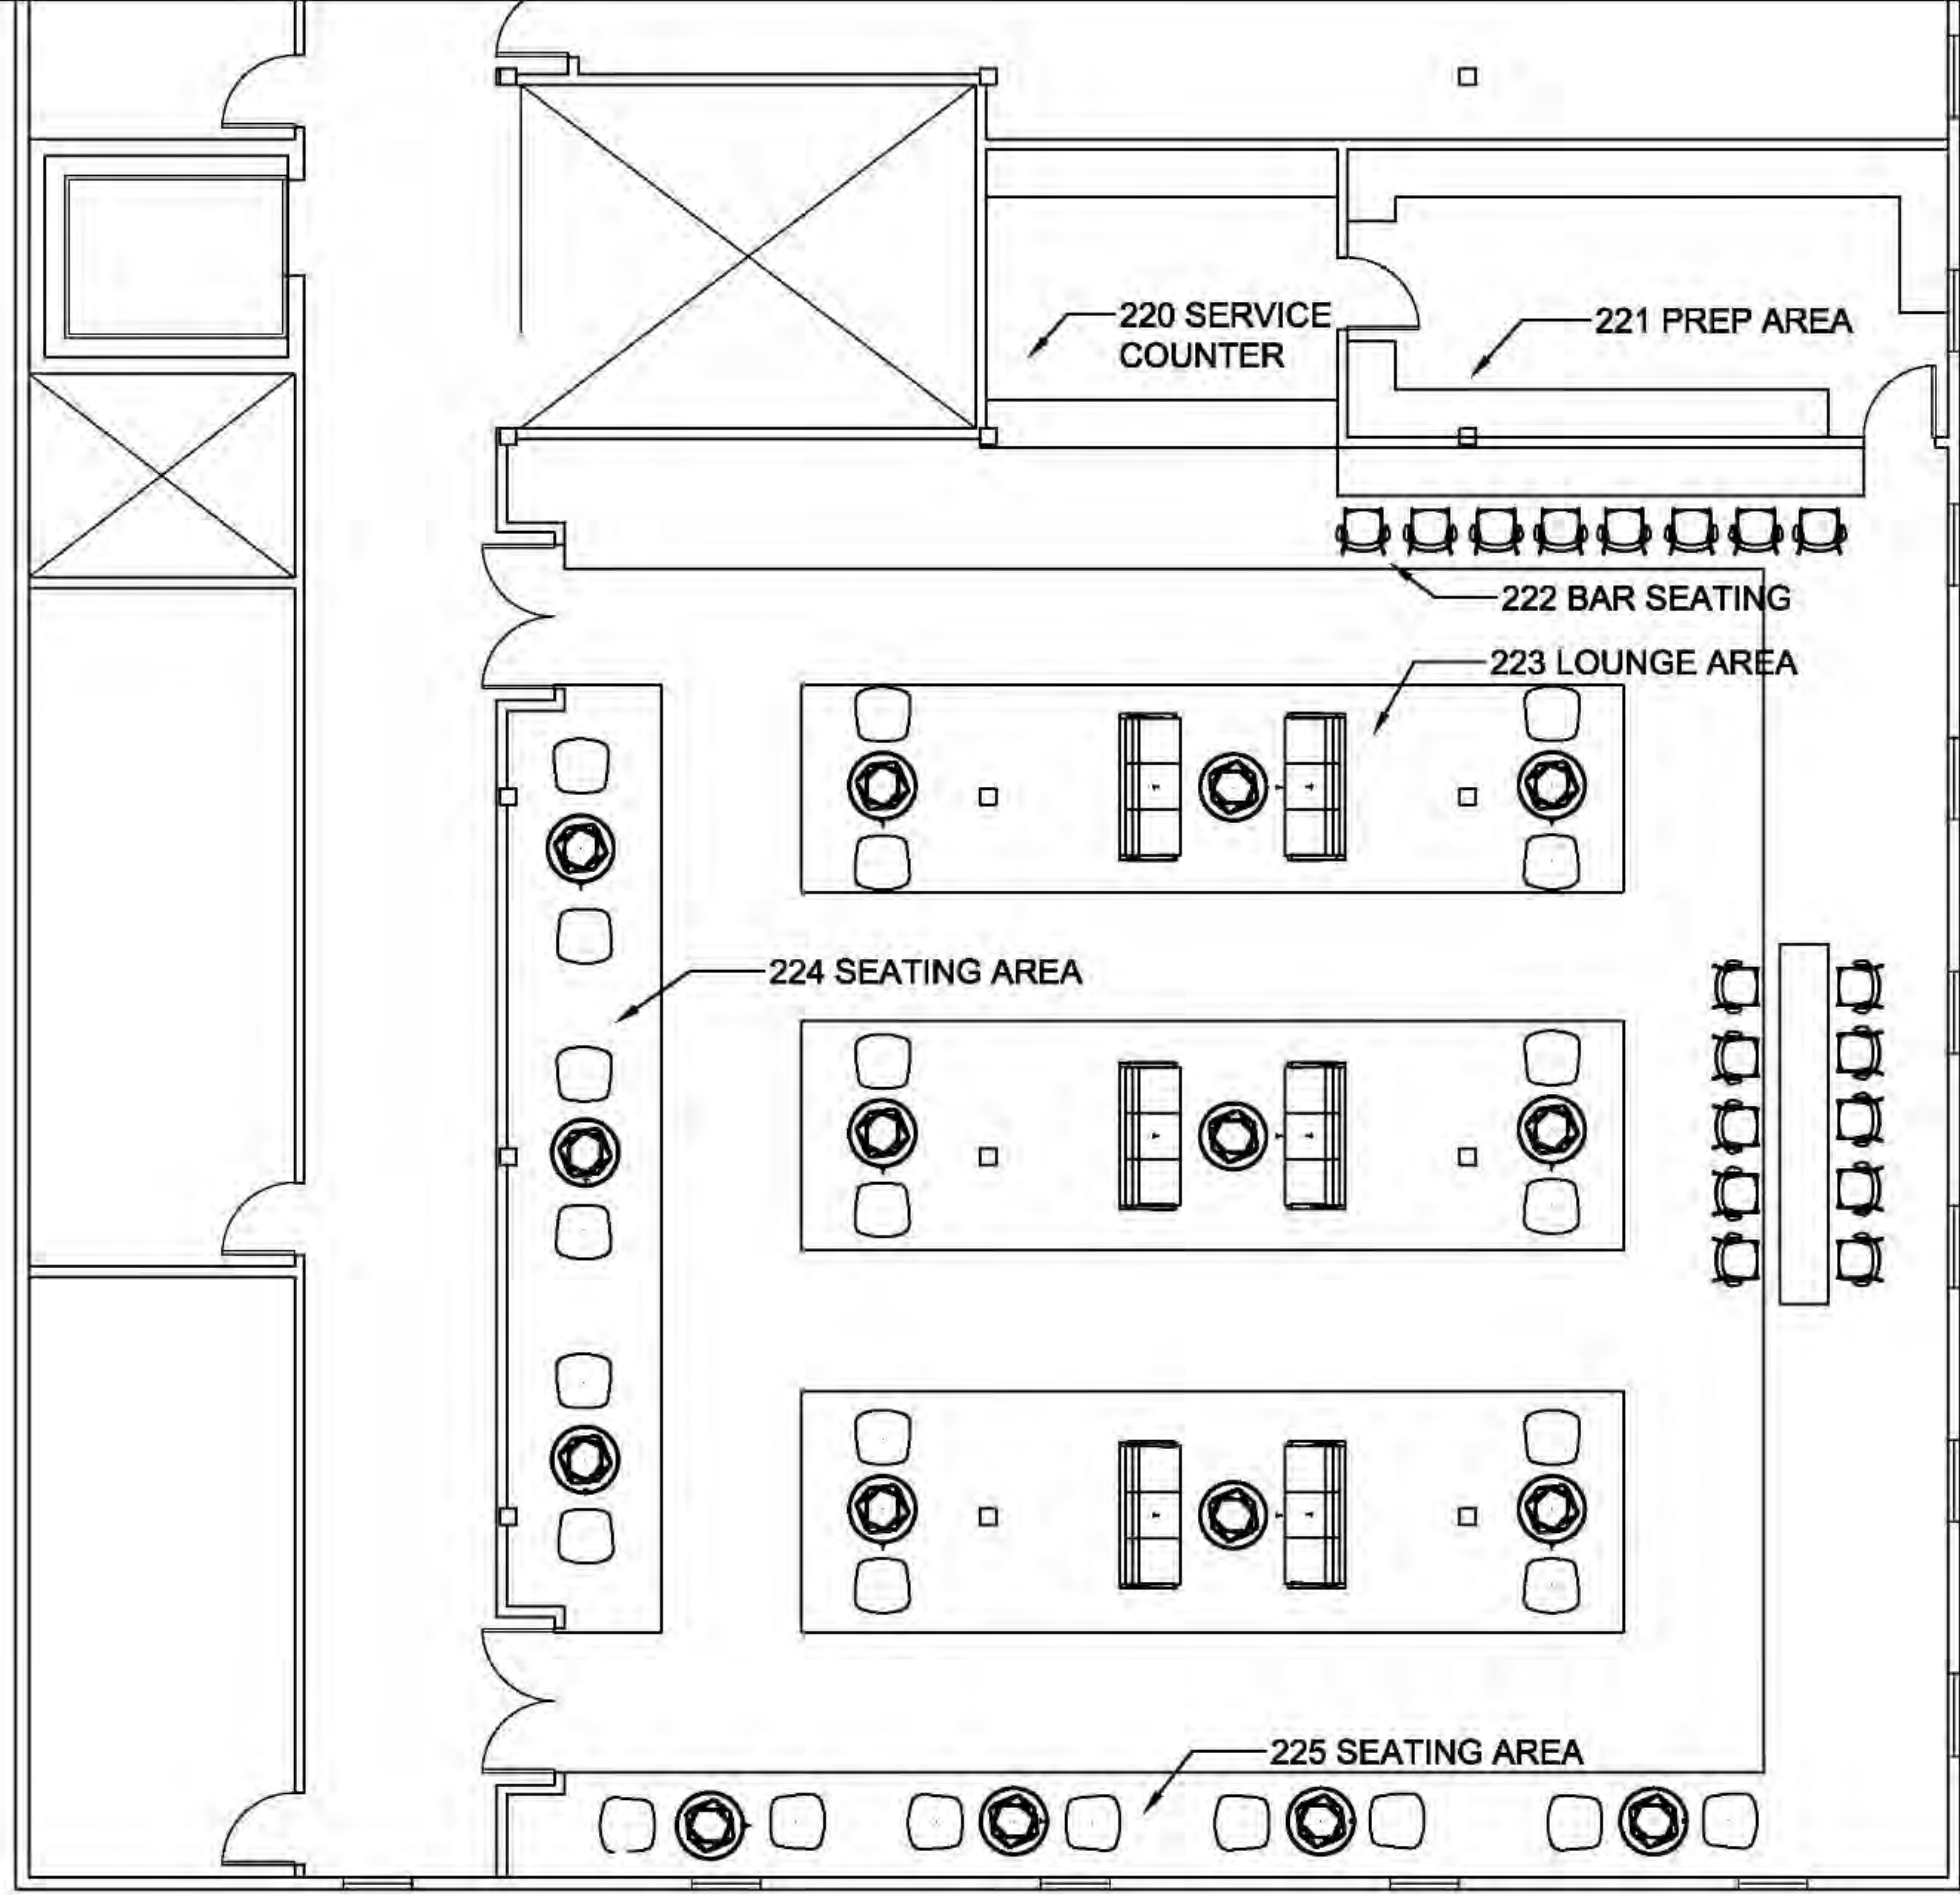 220 SERVICE
COUNTER
221 PREP AREA
222 BAR SEATING
223 LOUNGE AREA
224 SEATING AREA
225 SEATING AREA